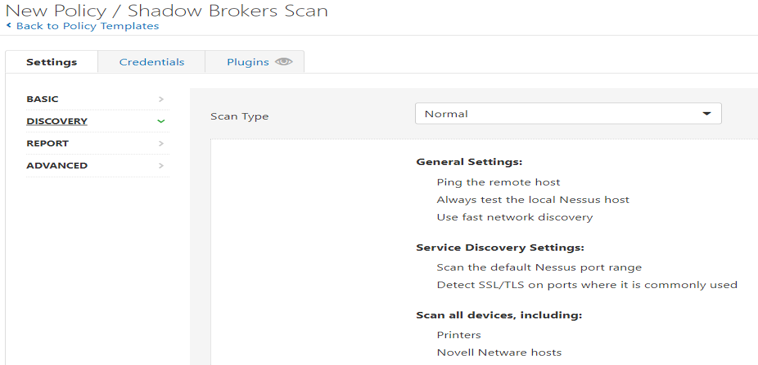 New Policy / Shadow Brokers Scan
Back to Policy Templates
Settings Credentials Plugins
BASIC
DISCOVERY
REPORT
ADVANCED
Scan Type Normal
General Settings:
Ping the remote host
Always test the local Nessus host
Use fast network discovery
Service Discovery Settings:
Scan the default Nessus port range
Detect SSL/TLS on ports where it is commonly used
Scan all devices, including:
Printers
Novell Netware hosts